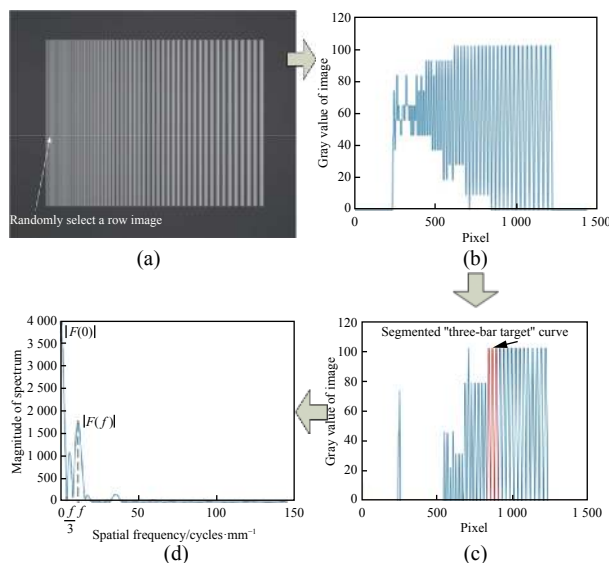 Randomly select a row image
(a)
120
100
80
60
40
20
0
0
500
1 000
1 500
Gray value of image
Pixel
(b)
4 000
3 500
3 000
2 500
2 000
1 500
1 000
500
0
|F(0)|
|F(f)|
Magnitude of spectrum
0
50
100
150
f/3
f
Spatial frequency/cycles·mm⁻¹
(d)
Segmented "three-bar target" curve
120
100
80
60
40
20
0
0
500
1 000
1 500
Gray value of image
Pixel
(c)